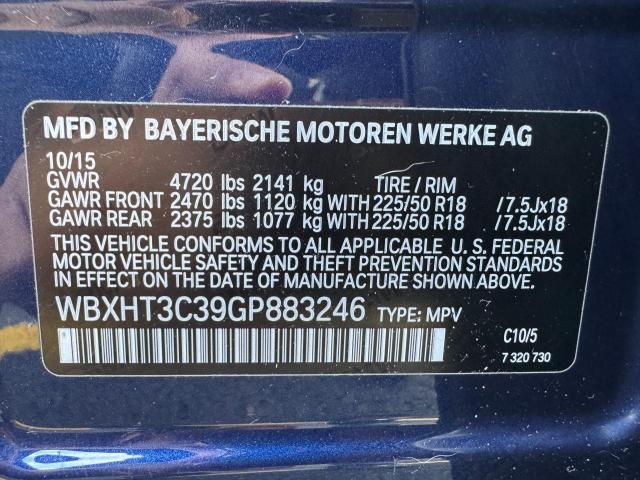 MFD BY BAYERISCHE MOTOREN WERKE AG
10/15
GVWR 4720 lbs 2141 kg TIRE / RIM
GAWR FRONT 2470 lbs 1120 kg WITH 225/50 R18 /7.5Jx18
GAWR REAR 2375 lbs 1077 kg WITH 225/50 R18 /7.5Jx18
THIS VEHICLE CONFORMS TO ALL APPLICABLE U. S. FEDERAL
MOTOR VEHICLE SAFETY AND THEFT PREVENTION STANDARDS
IN EFFECT ON THE DATE OF MANUFACTURE SHOWN ABOVE.
WBXHT3C39GP883246 TYPE: MPV
C10/5
7 320 730